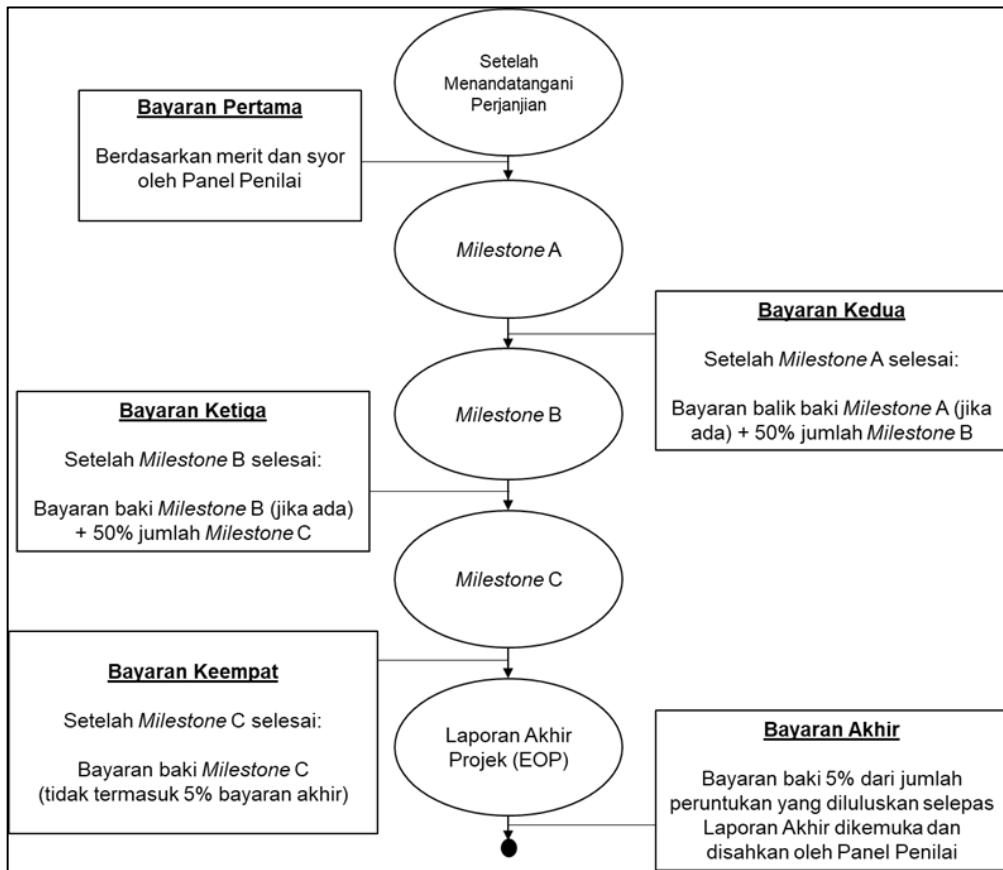 Setelah
Menandatangani
Perjanjian
Bayaran Pertama
Berdasarkan merit dan syor
oleh Panel Penilai
Milestone A
Bayaran Kedua
Setelah Milestone A selesai:
Bayaran balik baki Milestone A (jika
ada) + 50% jumlah Milestone B
Milestone B
Bayaran Ketiga
Setelah Milestone B selesai:
Bayaran baki Milestone B (jika ada)
+ 50% jumlah Milestone C
Milestone C
Bayaran Keempat
Setelah Milestone C selesai:
Bayaran baki Milestone C
(tidak termasuk 5% bayaran akhir)
Laporan Akhir
Projek (EOP)
Bayaran Akhir
Bayaran baki 5% dari jumlah
peruntukan yang diluluskan selepas
Laporan Akhir dikemuka dan
disahkan oleh Panel Penilai